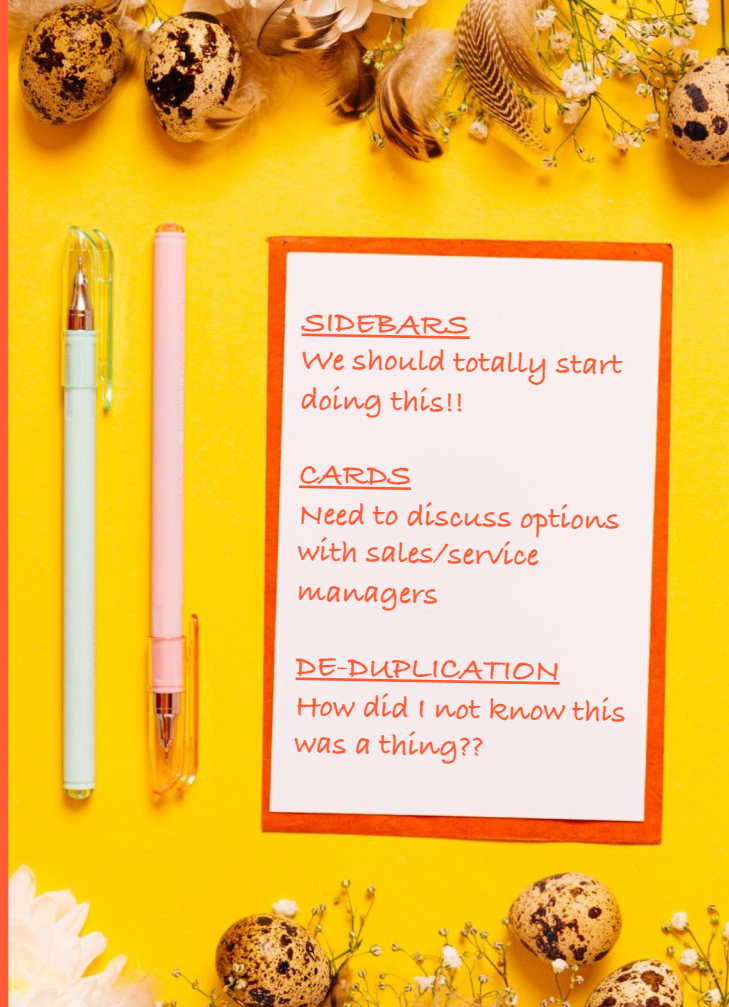 SIDEBARS
We should totally start
doing this!!
CARDS
Need to discuss options
with sales/service
managers
DE-DUPLICATION
How did I not know this
was a thing??